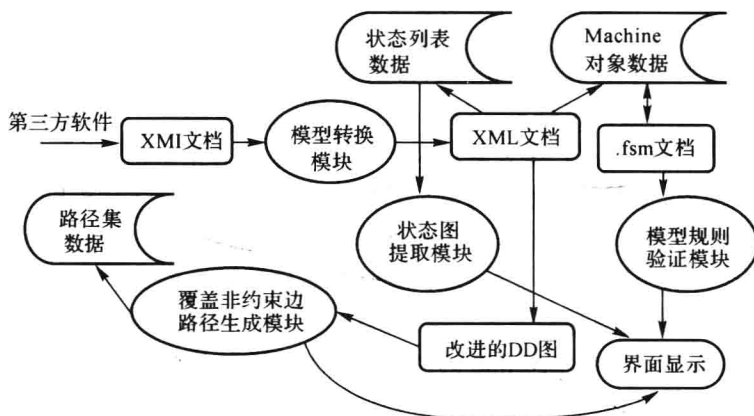 状态列表
数据
Machine
对象数据
第三方软件
XMI文档
模型转换
模块
XML文档
.fsm文档
路径集
数据
状态图
提取模块
模型规则
验证模块
覆盖非约束边
路径生成模块
改进的DD图
界面显示